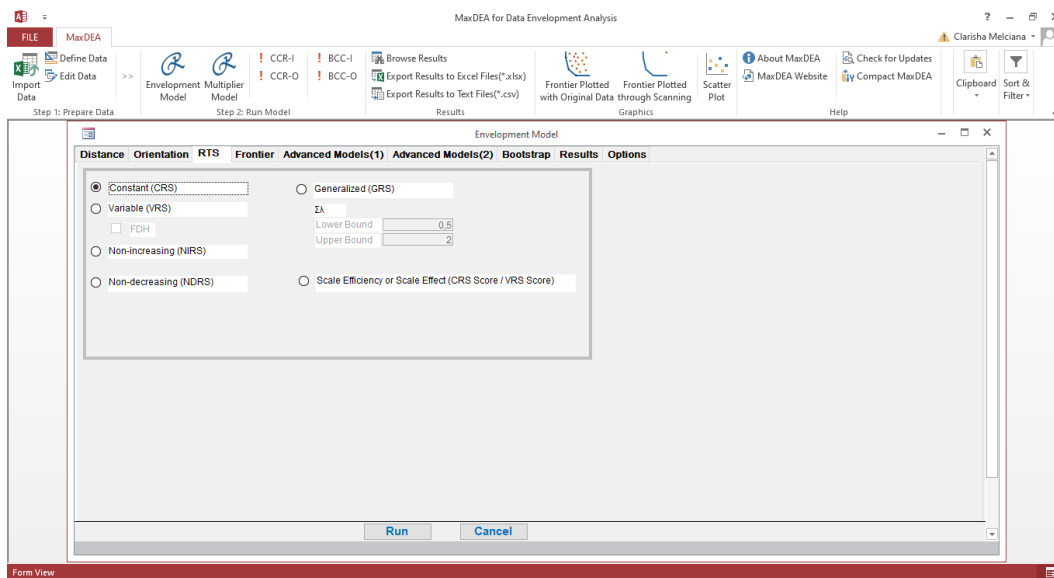 MaxDEA for Data Envelopment Analysis
?
FILE
MaxDEA
Clarisha Melciana
Import Data
Define Data
Edit Data
>>
Step 1: Prepare Data
Envelopment Model
Multiplier Model
! CCR-I
! CCR-O
! BCC-I
! BCC-O
Step 2: Run Model
Browse Results
Export Results to Excel Files(*.xlsx)
Export Results to Text Files(*.csv)
Results
Frontier Plotted with Original Data
Frontier Plotted through Scanning
Scatter Plot
Graphics
About MaxDEA
MaxDEA Website
Check for Updates
Compact MaxDEA
Help
Clipboard
Sort & Filter
Envelopment Model
Distance Orientation RTS Frontier Advanced Models(1) Advanced Models(2) Bootstrap Results Options
Constant (CRS)
Variable (VRS)
FDH
Non-increasing (NIRS)
Non-decreasing (NDRS)
Generalized (GRS)
Σλ
Lower Bound 0,5
Upper Bound 2
Scale Efficiency or Scale Effect (CRS Score / VRS Score)
Run Cancel
Form View